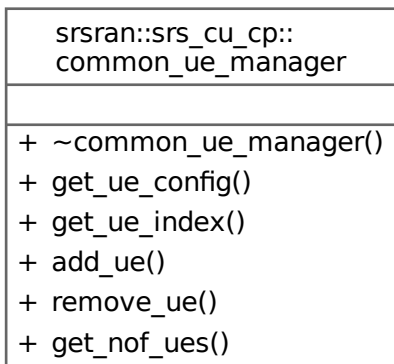 srsran::srs_cu_cp::
common_ue_manager
+ ~common_ue_manager()
+ get_ue_config()
+ get_ue_index()
+ add_ue()
+ remove_ue()
+ get_nof_ues()